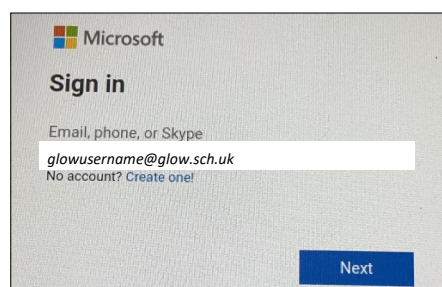 Microsoft
Sign in
Email, phone, or Skype
glowusername@glow.sch.uk
No account? Create one!
Next